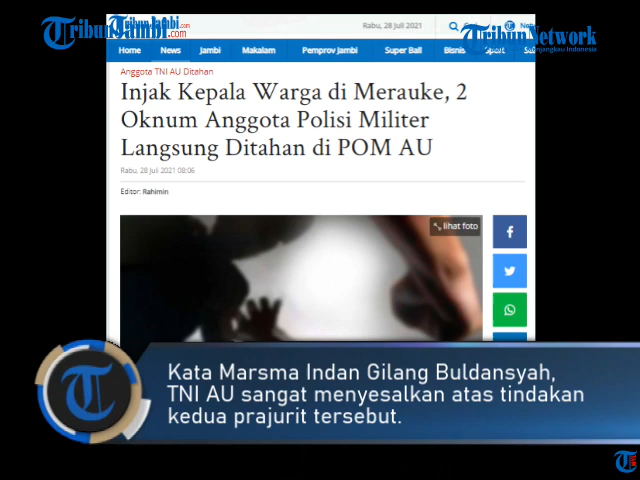 TribunJambi.com
Rabu, 28 Juli 2021
TribunNetwork
Home News Jambi Makalam Pemprov Jambi Super Ball Bisnis Sport
Anggota TNI AU Ditahan
Injak Kepala Warga di Merauke, 2
Oknum Anggota Polisi Militer
Langsung Ditahan di POM AU
Rabu, 28 Juli 2021 08:06
Editor: Rahimin
lihat foto
Kata Marsma Indan Gilang Buldansyah,
TNI AU sangat menyesalkan atas tindakan
kedua prajurit tersebut.